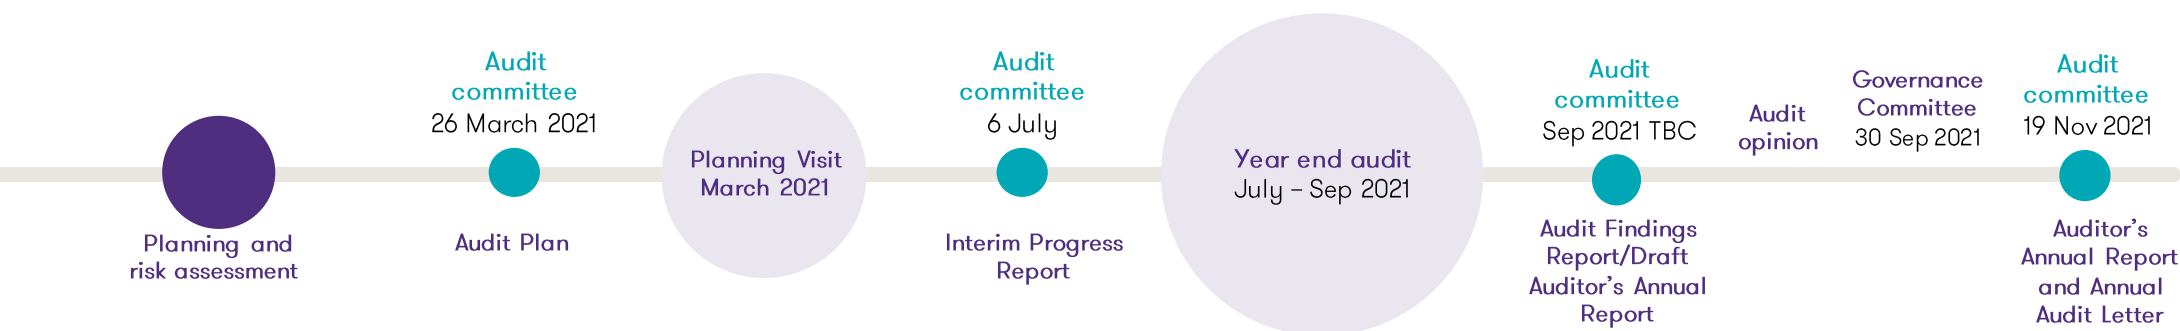 Planning and
risk assessment
Audit
committee
26 March 2021
Audit Plan
Planning Visit
March 2021
Audit
committee
6 July
Interim Progress
Report
Year end audit
July – Sep 2021
Audit
committee
Sep 2021 TBC
Audit Findings
Report/Draft
Auditor’s Annual
Report
Audit
opinion
Governance
Committee
30 Sep 2021
Audit
committee
19 Nov 2021
Auditor’s
Annual Report
and Annual
Audit Letter